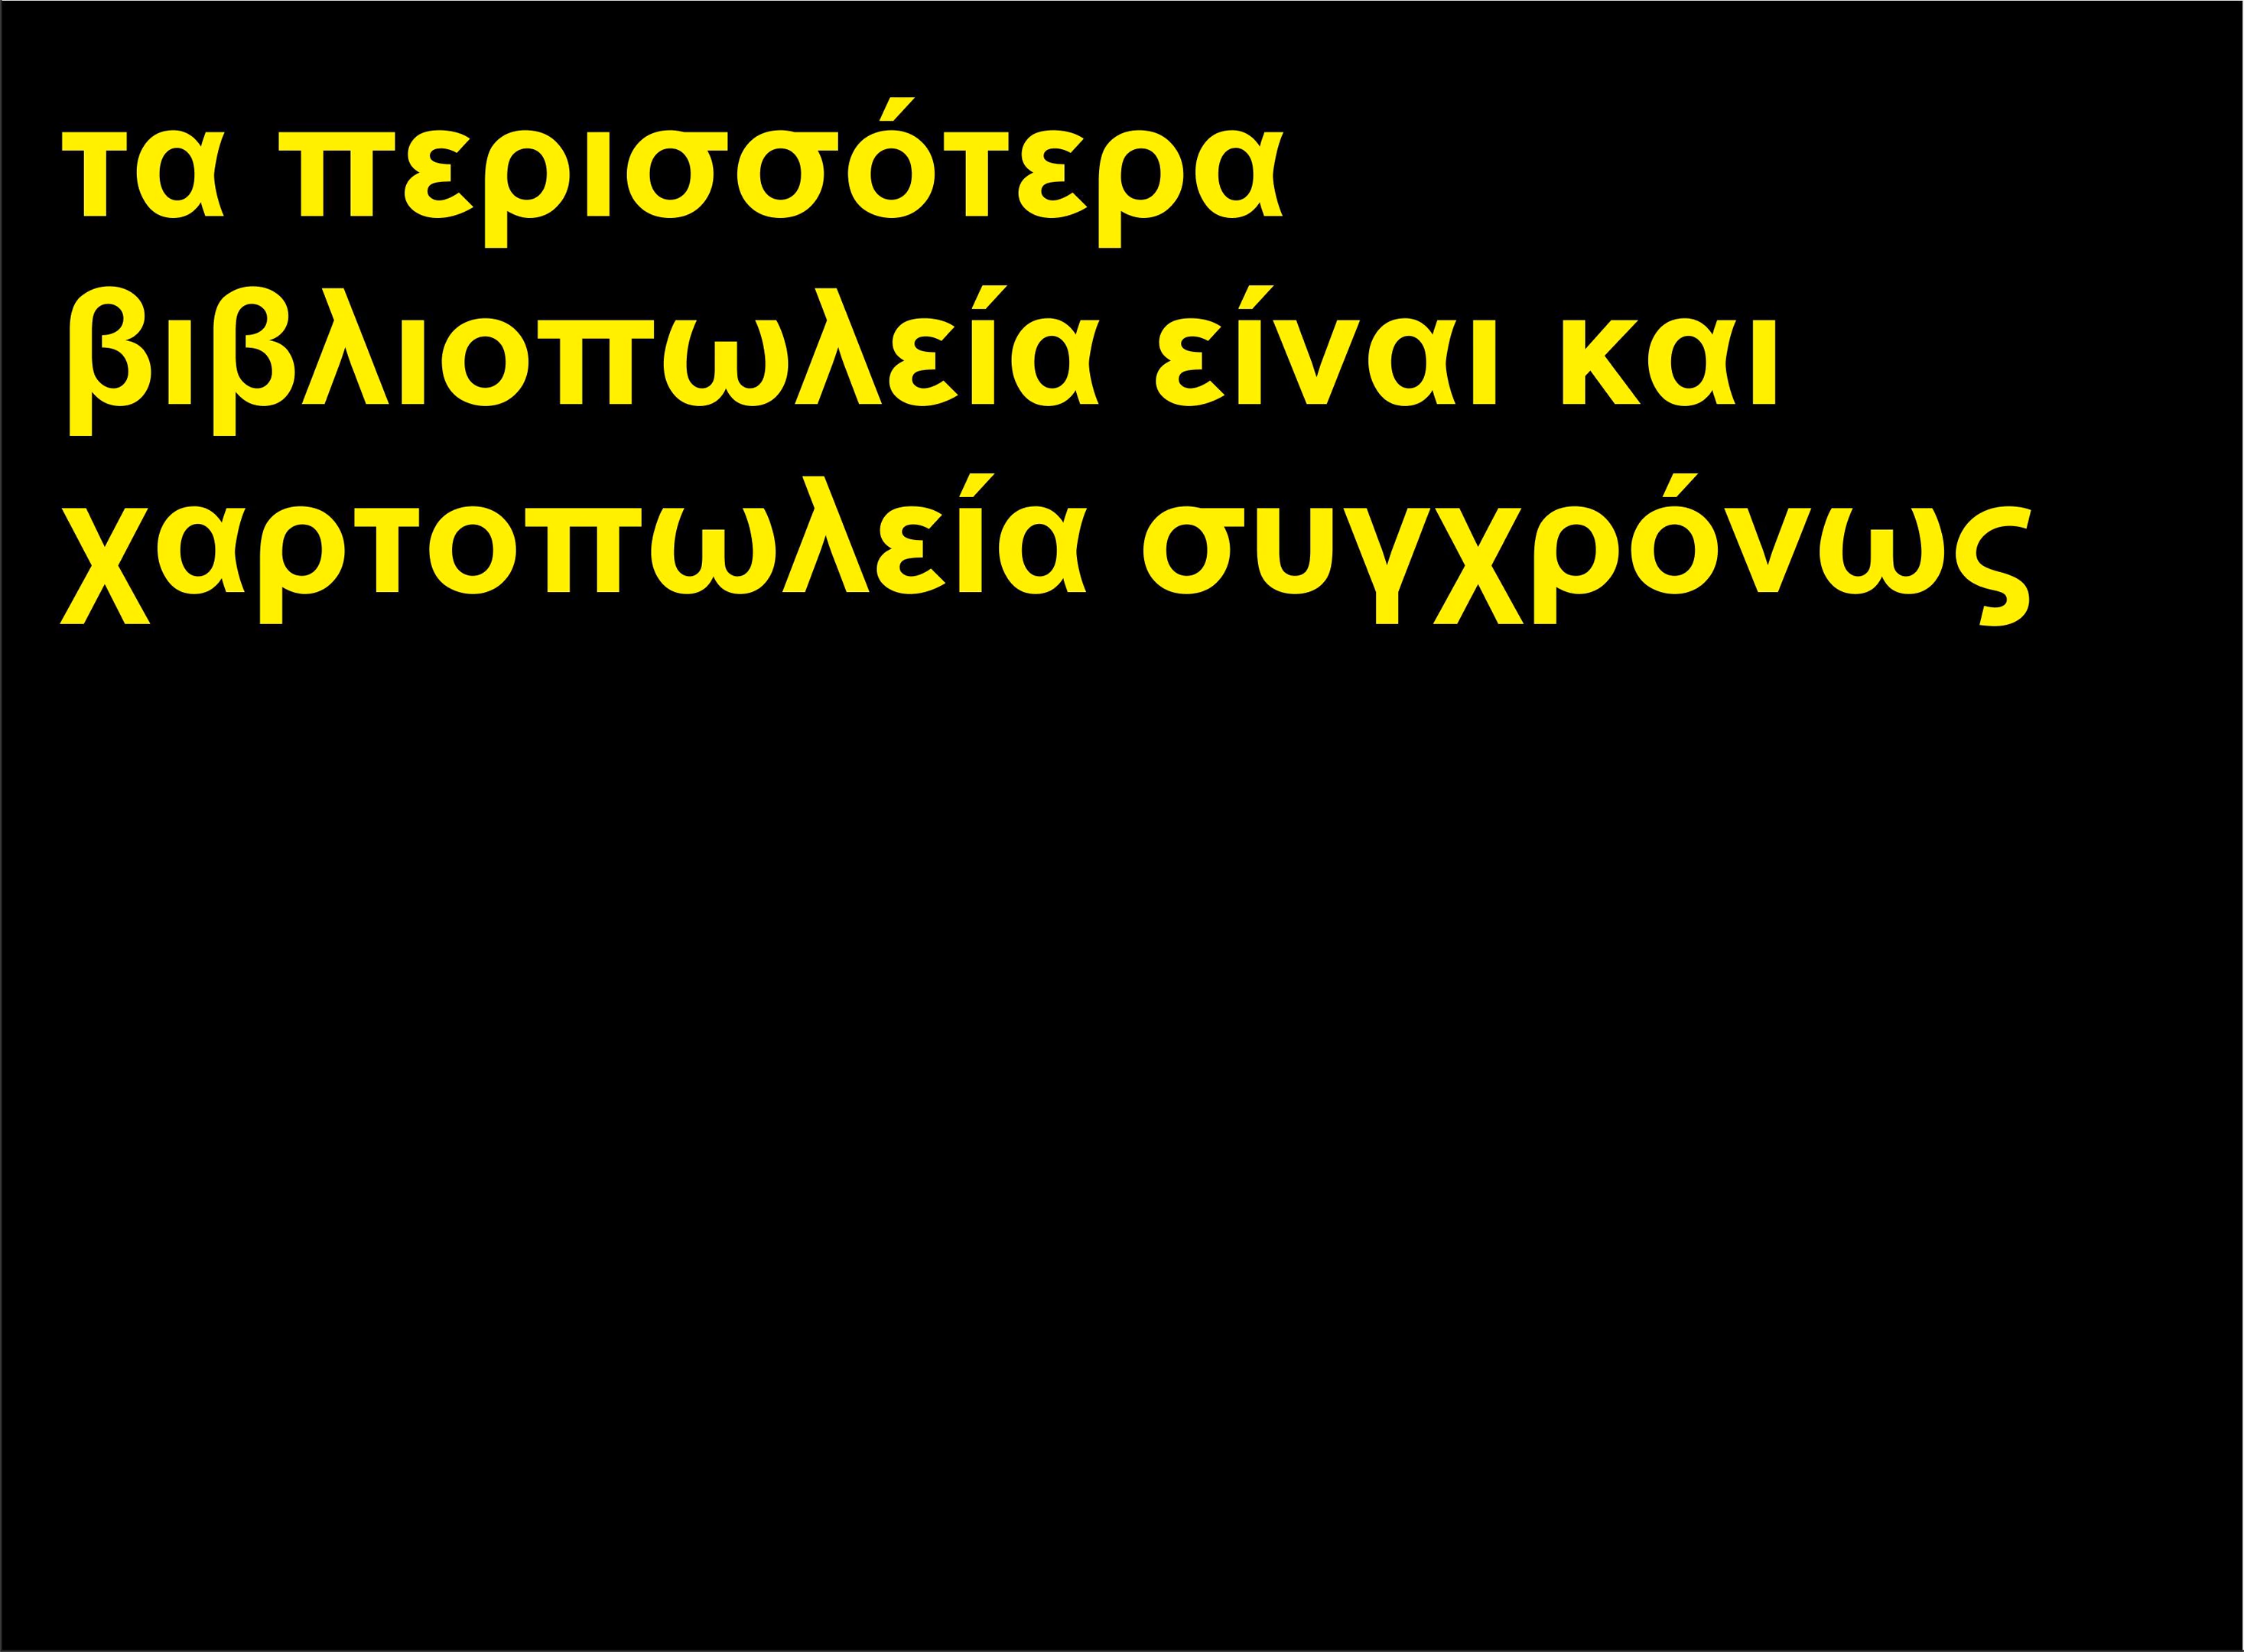 τα περισσότερα
βιβλιοπωλεία είναι και
χαρτοπωλεία συγχρόνως